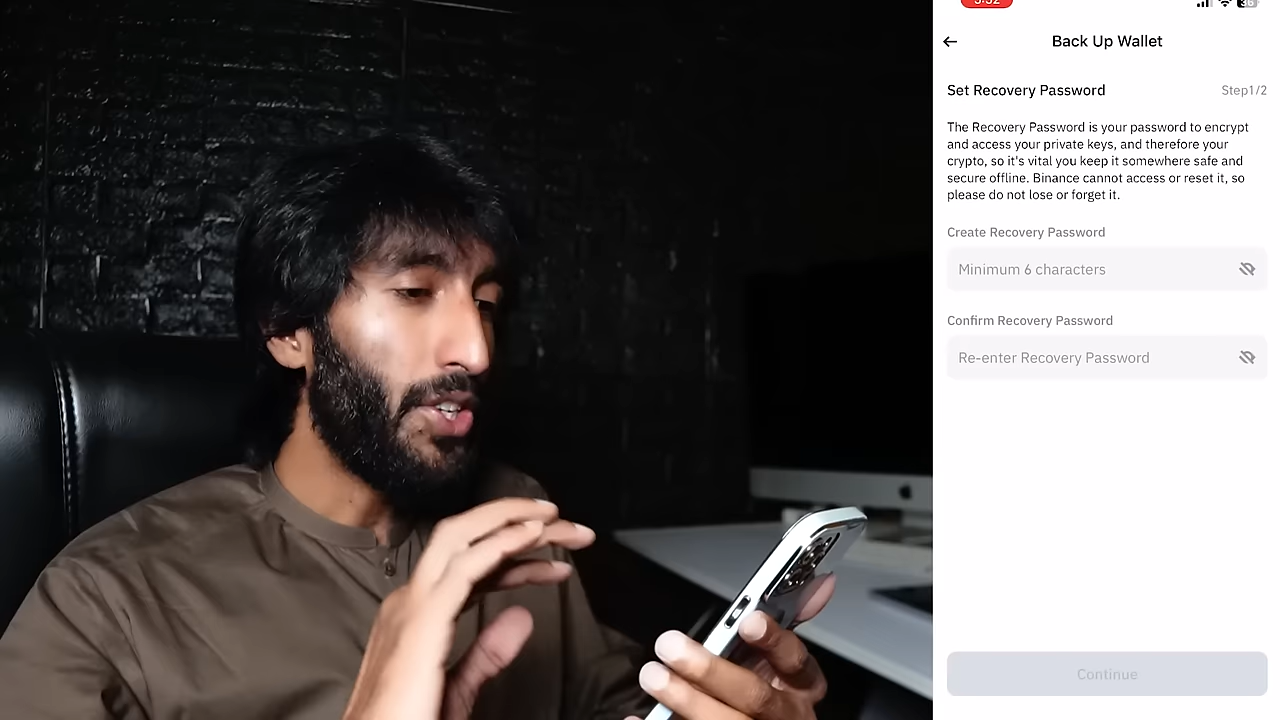 Back Up Wallet
Set Recovery Password
Step1/2
The Recovery Password is your password to encrypt
and access your private keys, and therefore your
crypto, so it's vital you keep it somewhere safe and
secure offline. Binance cannot access or reset it, so
please do not lose or forget it.
Create Recovery Password
Minimum 6 characters
Confirm Recovery Password
Re-enter Recovery Password
Continue